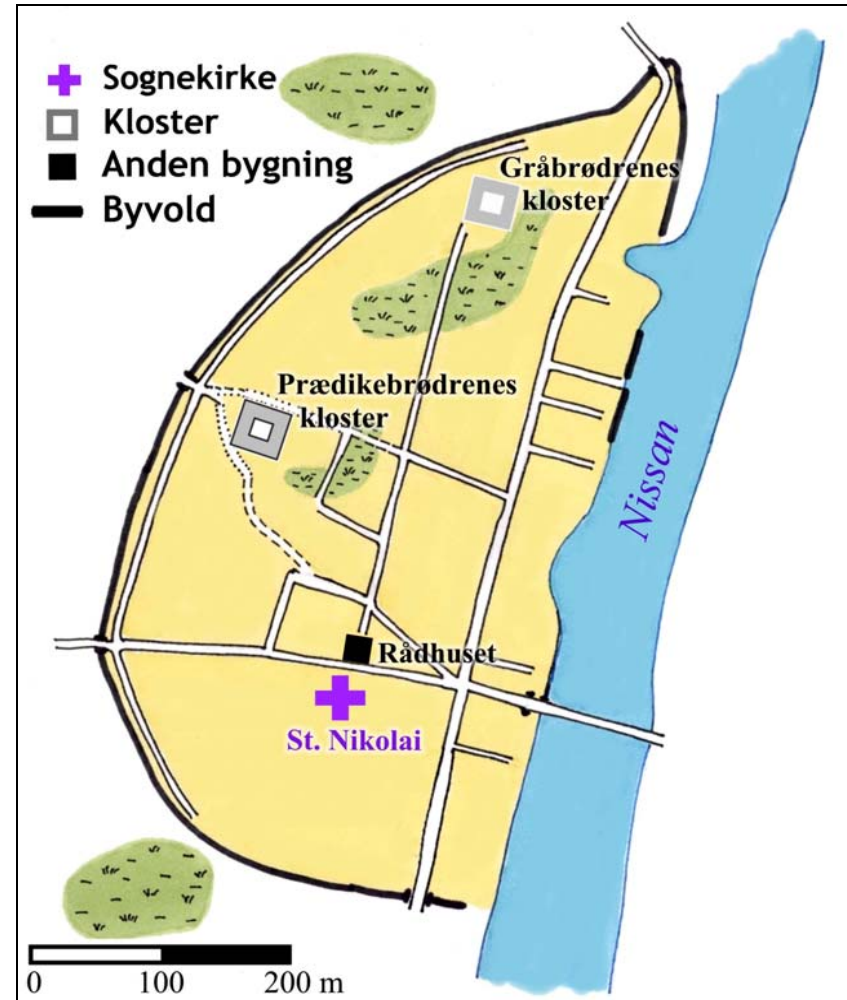 Sognekirke
Kloster
Anden bygning
Byvold
Gråbrødrenes
kloster
Prædikebrødrenes
kloster
Nissan
Rådhuset
St. Nikolai
0 100 200 m